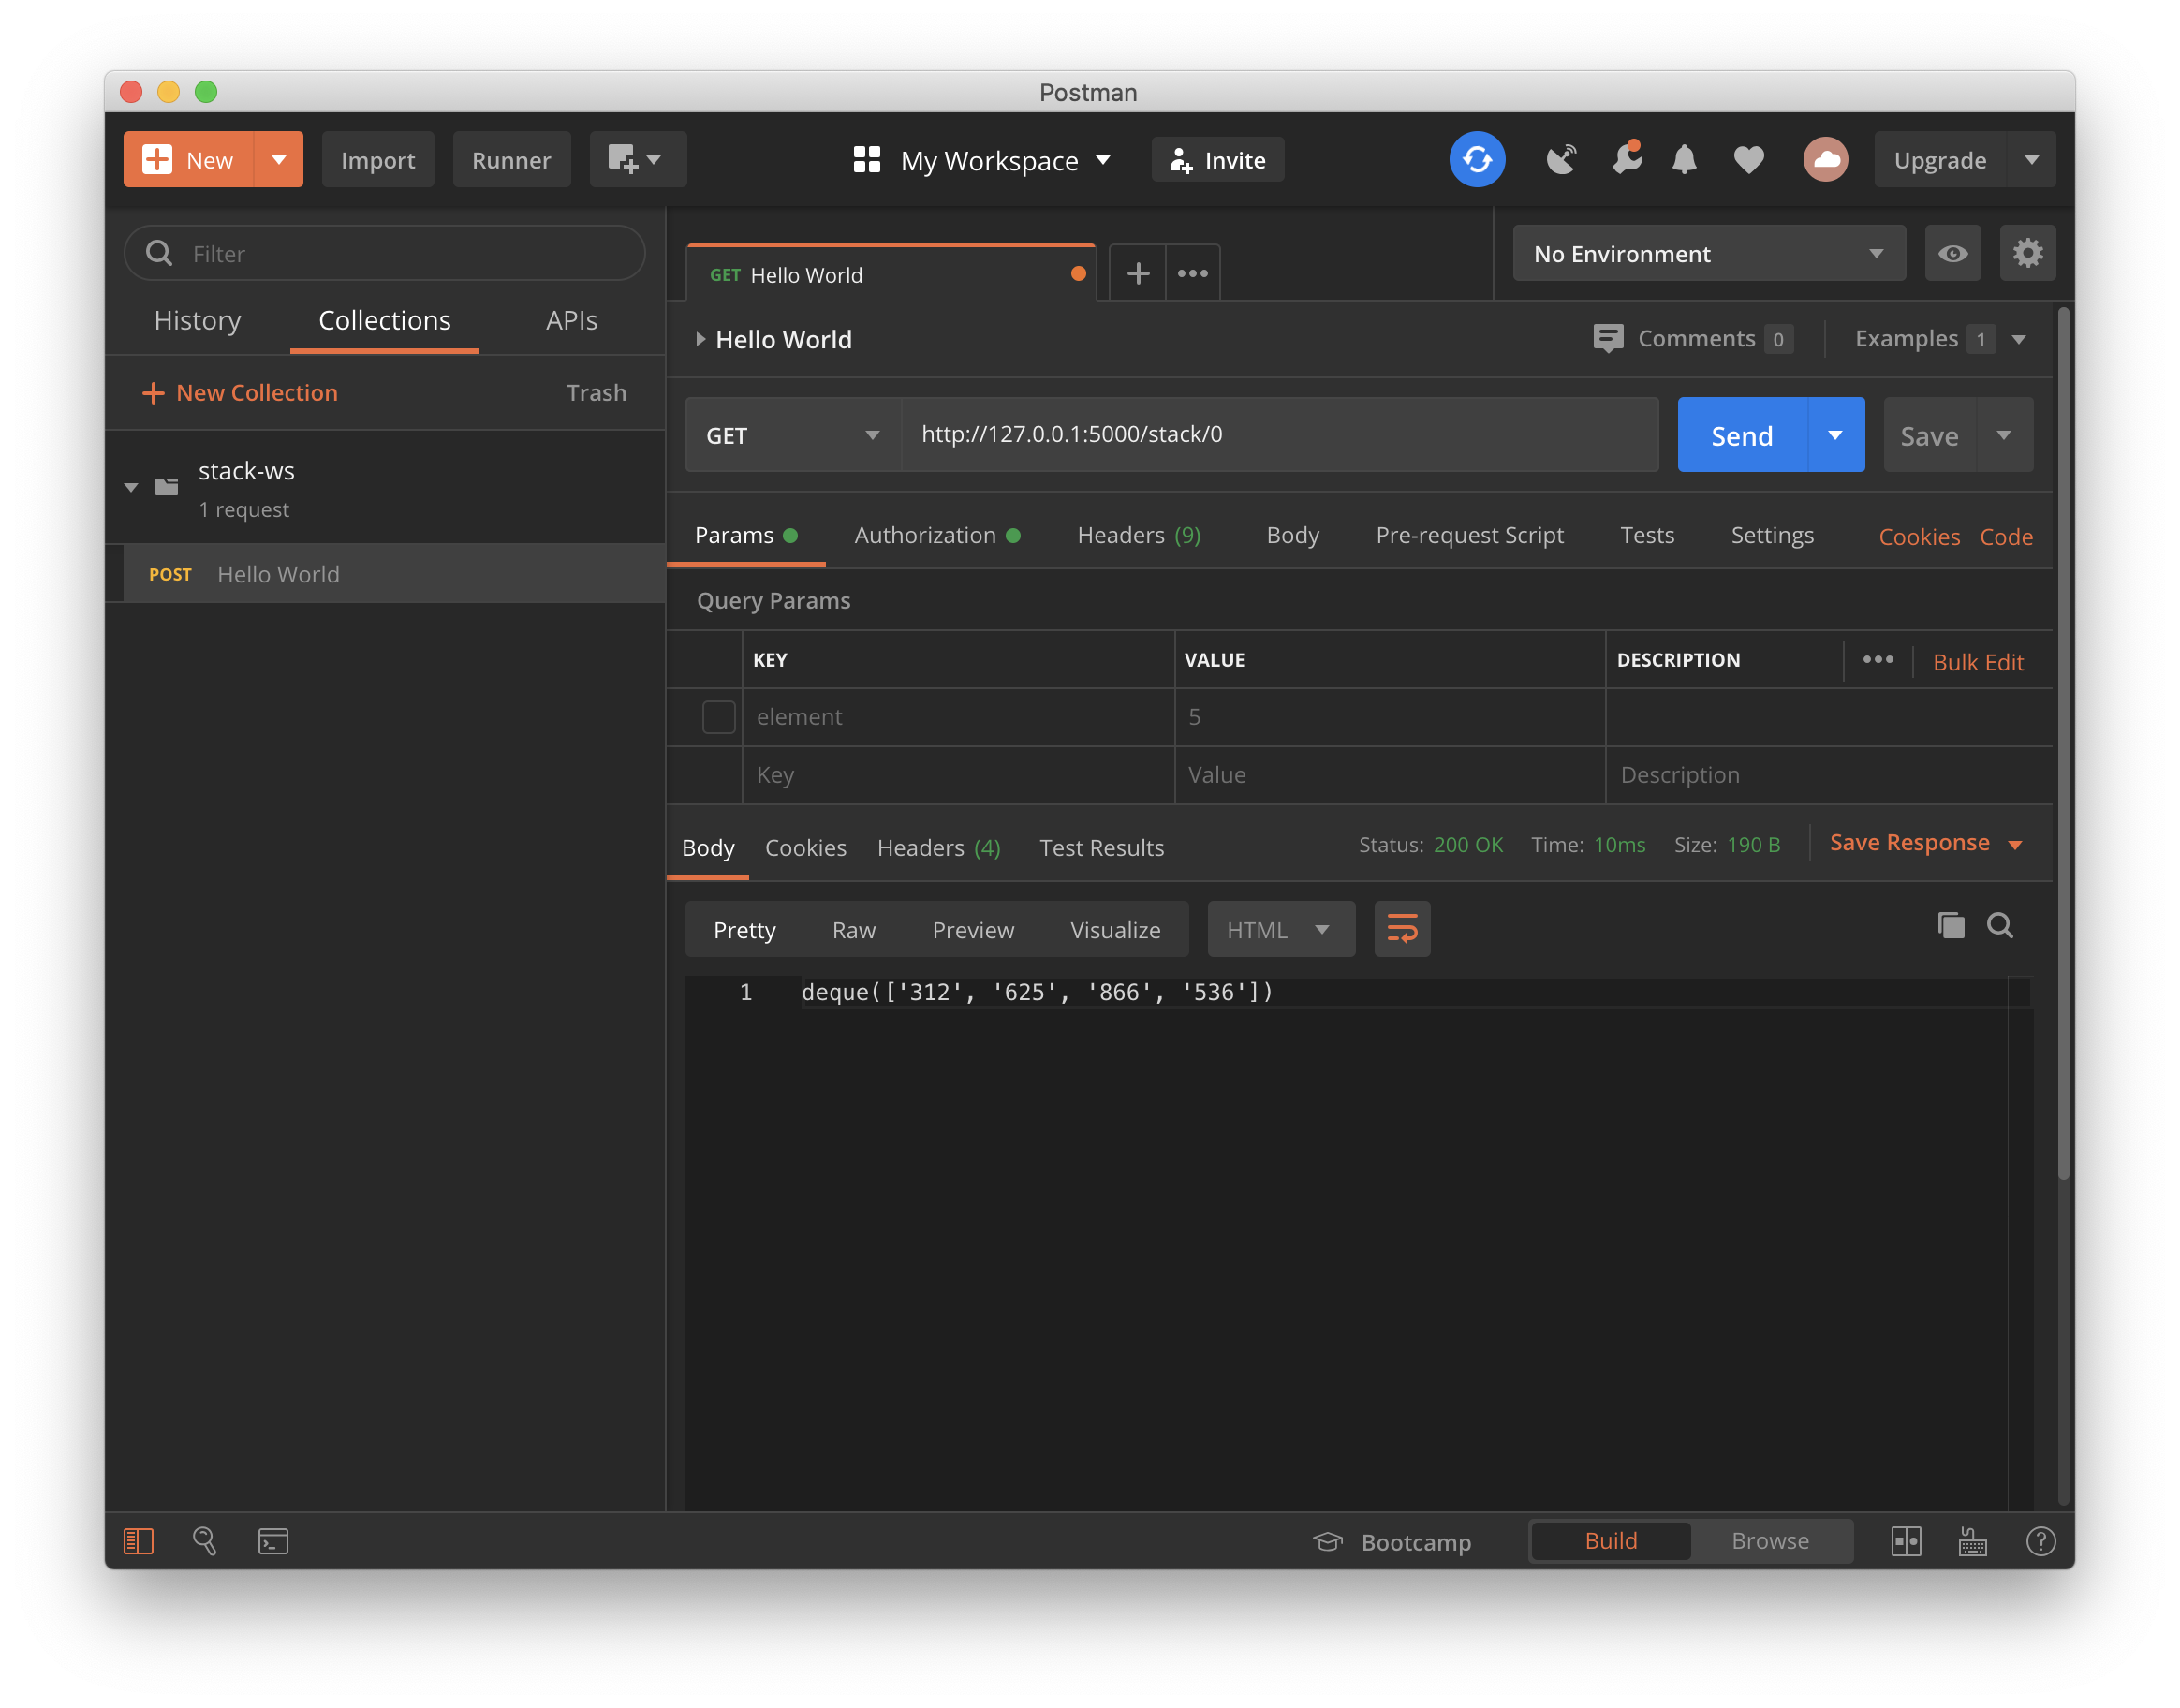 Postman
New Import Runner My Workspace Invite Upgrade
Filter
History Collections APIs
New Collection Trash
stack-ws
1 request
POST Hello World
GET Hello World
No Environment
Hello World Comments 0 Examples 1
GET http://127.0.0.1:5000/stack/0 Send Save
Params Authorization Headers (9) Body Pre-request Script Tests Settings Cookies Code
Query Params
KEY VALUE DESCRIPTION Bulk Edit
element 5
Key Value Description
Body Cookies Headers (4) Test Results Status: 200 OK Time: 10ms Size: 190 B Save Response
Pretty Raw Preview Visualize HTML
1 deque(['312', '625', '866', '536'])
Bootcamp Build Browse